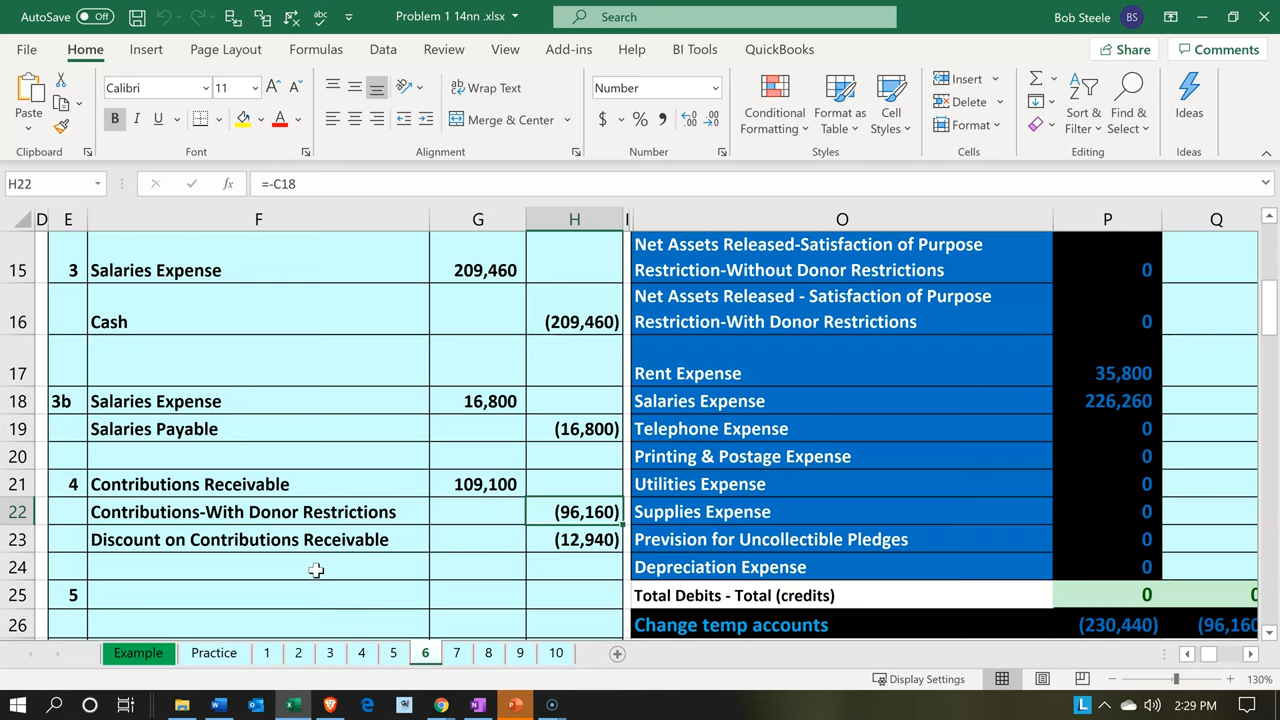 AutoSave Off Problem 1 14nn .xlsx Search Bob Steele BS
File Home Insert Page Layout Formulas Data Review View Add-ins Help BI Tools QuickBooks Share Comments
Paste Calibri 11 Wrap Text Number Conditional Formatting Format as Table Cell Styles Insert Sort & Filter Find & Select Ideas
B I U A Merge & Center $ % Delete Format
Clipboard Font Alignment Number Styles Cells Editing Ideas
H22 fx =-C18
D E F G H I O P Q
Net Assets Released-Satisfaction of Purpose
15 3 Salaries Expense 209,460 Restriction-Without Donor Restrictions 0
Net Assets Released - Satisfaction of Purpose
16 Cash (209,460) Restriction-With Donor Restrictions 0
17 Rent Expense 35,800
18 3b Salaries Expense 16,800 Salaries Expense 226,260
19 Salaries Payable (16,800) Telephone Expense 0
20 Printing & Postage Expense 0
21 4 Contributions Receivable 109,100 Utilities Expense 0
22 Contributions-With Donor Restrictions (96,160) Supplies Expense 0
23 Discount on Contributions Receivable (12,940) Prevision for Uncollectible Pledges 0
24 Depreciation Expense 0
25 5 Total Debits - Total (credits) 0 0
26 Change temp accounts (230,440) (96,160
Example Practice 1 2 3 4 5 6 7 8 9 10
Display Settings 130%
2:29 PM